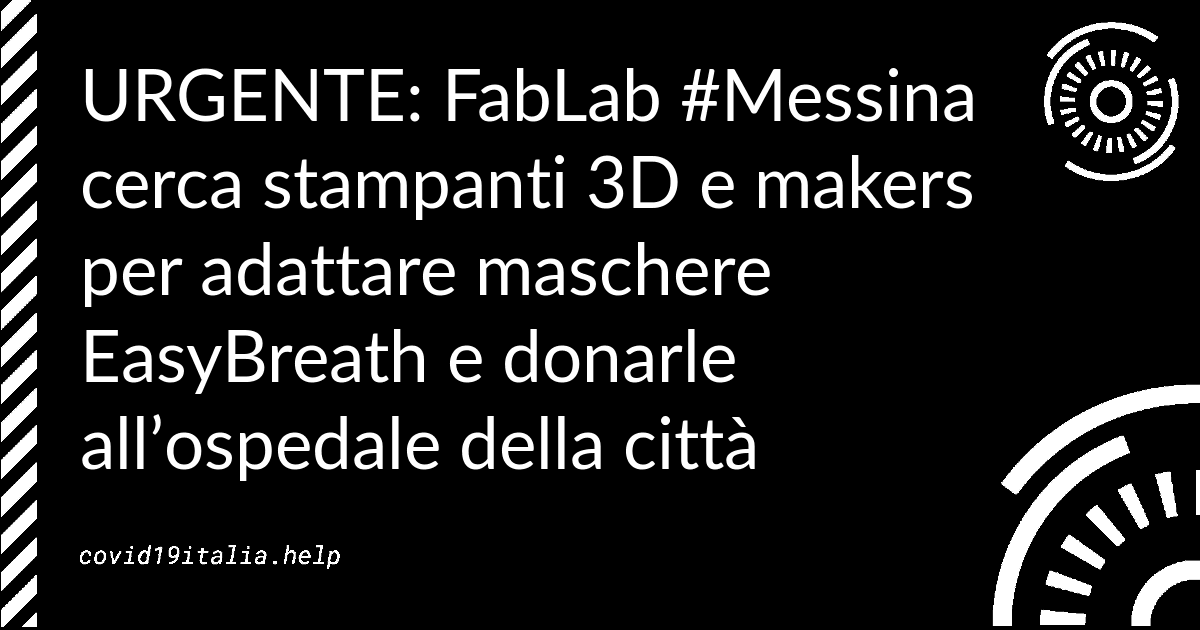 URGENTE: FabLab #Messina
cerca stampanti 3D e makers
per adattare maschere
EasyBreath e donarle
all’ospedale della città
covid19italia.help